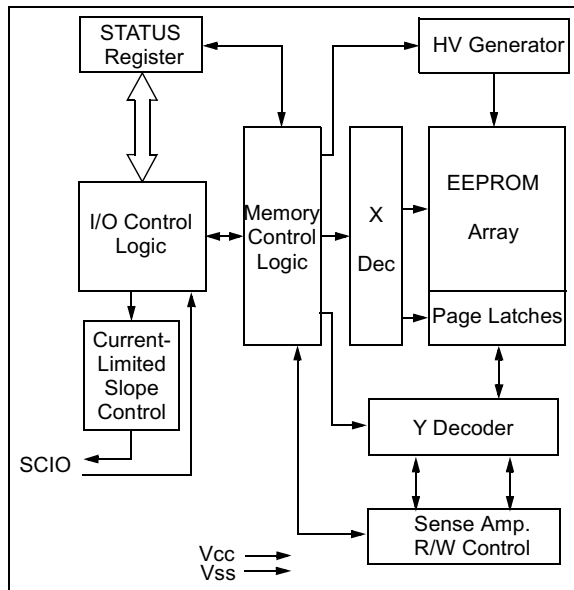 STATUS
Register
HV Generator
I/O Control
Logic
Memory
Control
Logic
X
Dec
EEPROM
Array
Page Latches
Current-
Limited
Slope
Control
Y Decoder
SCIO
Sense Amp.
R/W Control
Vcc
Vss